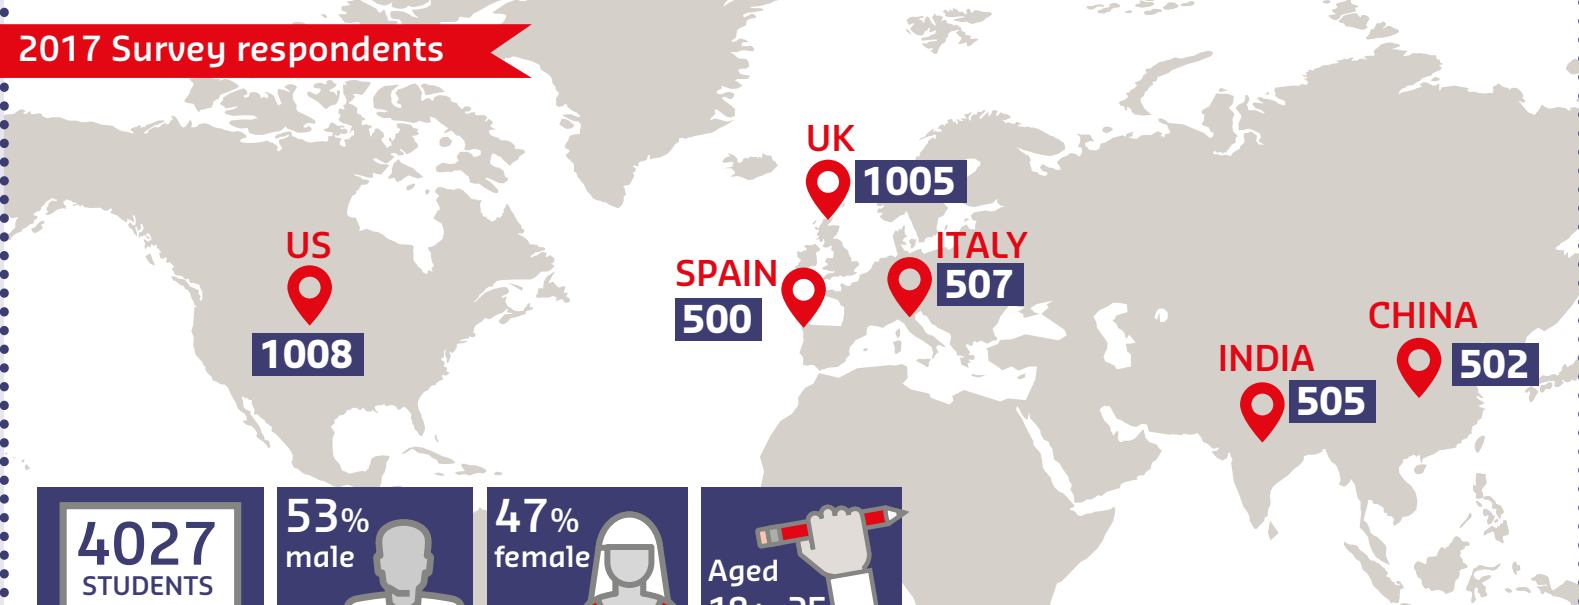 2017 Survey respondents
UK
1005
US
1008
ITALY
507
SPAIN
500
CHINA
502
INDIA
505
4027
STUDENTS
53%
male
47%
female
Aged